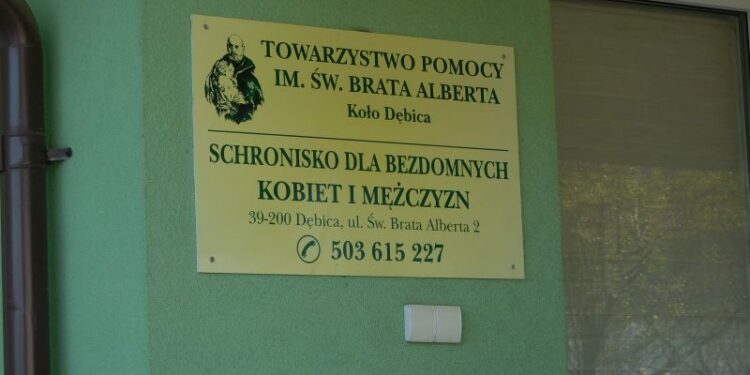 TOWARZYSTWO POMOCY
IM. ŚW. BRATA ALBERTA
Koło Dębica
SCHRONISKO DLA BEZDOMNYCH
KOBIET I MĘŻCZYZN
39-200 Dębica, ul. Św. Brata Alberta 2
503 615 227